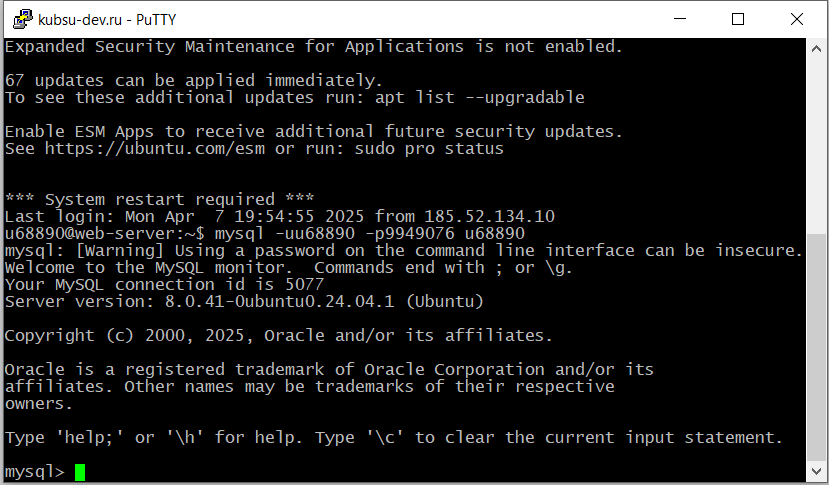 kubsu-dev.ru - PuTTY
Expanded Security Maintenance for Applications is not enabled.
67 updates can be applied immediately.
To see these additional updates run: apt list --upgradable
Enable ESM Apps to receive additional future security updates.
See https://ubuntu.com/esm or run: sudo pro status
*** System restart required ***
Last login: Mon Apr  7 19:54:55 2025 from 185.52.134.10
u68890@web-server:~$ mysql -uu68890 -p9949076 u68890
mysql: [Warning] Using a password on the command line interface can be insecure.
Welcome to the MySQL monitor.  Commands end with ; or \g.
Your MySQL connection id is 5077
Server version: 8.0.41-0ubuntu0.24.04.1 (Ubuntu)
Copyright (c) 2000, 2025, Oracle and/or its affiliates.
Oracle is a registered trademark of Oracle Corporation and/or its
affiliates. Other names may be trademarks of their respective
owners.
Type 'help;' or '\h' for help. Type '\c' to clear the current input statement.
mysql>